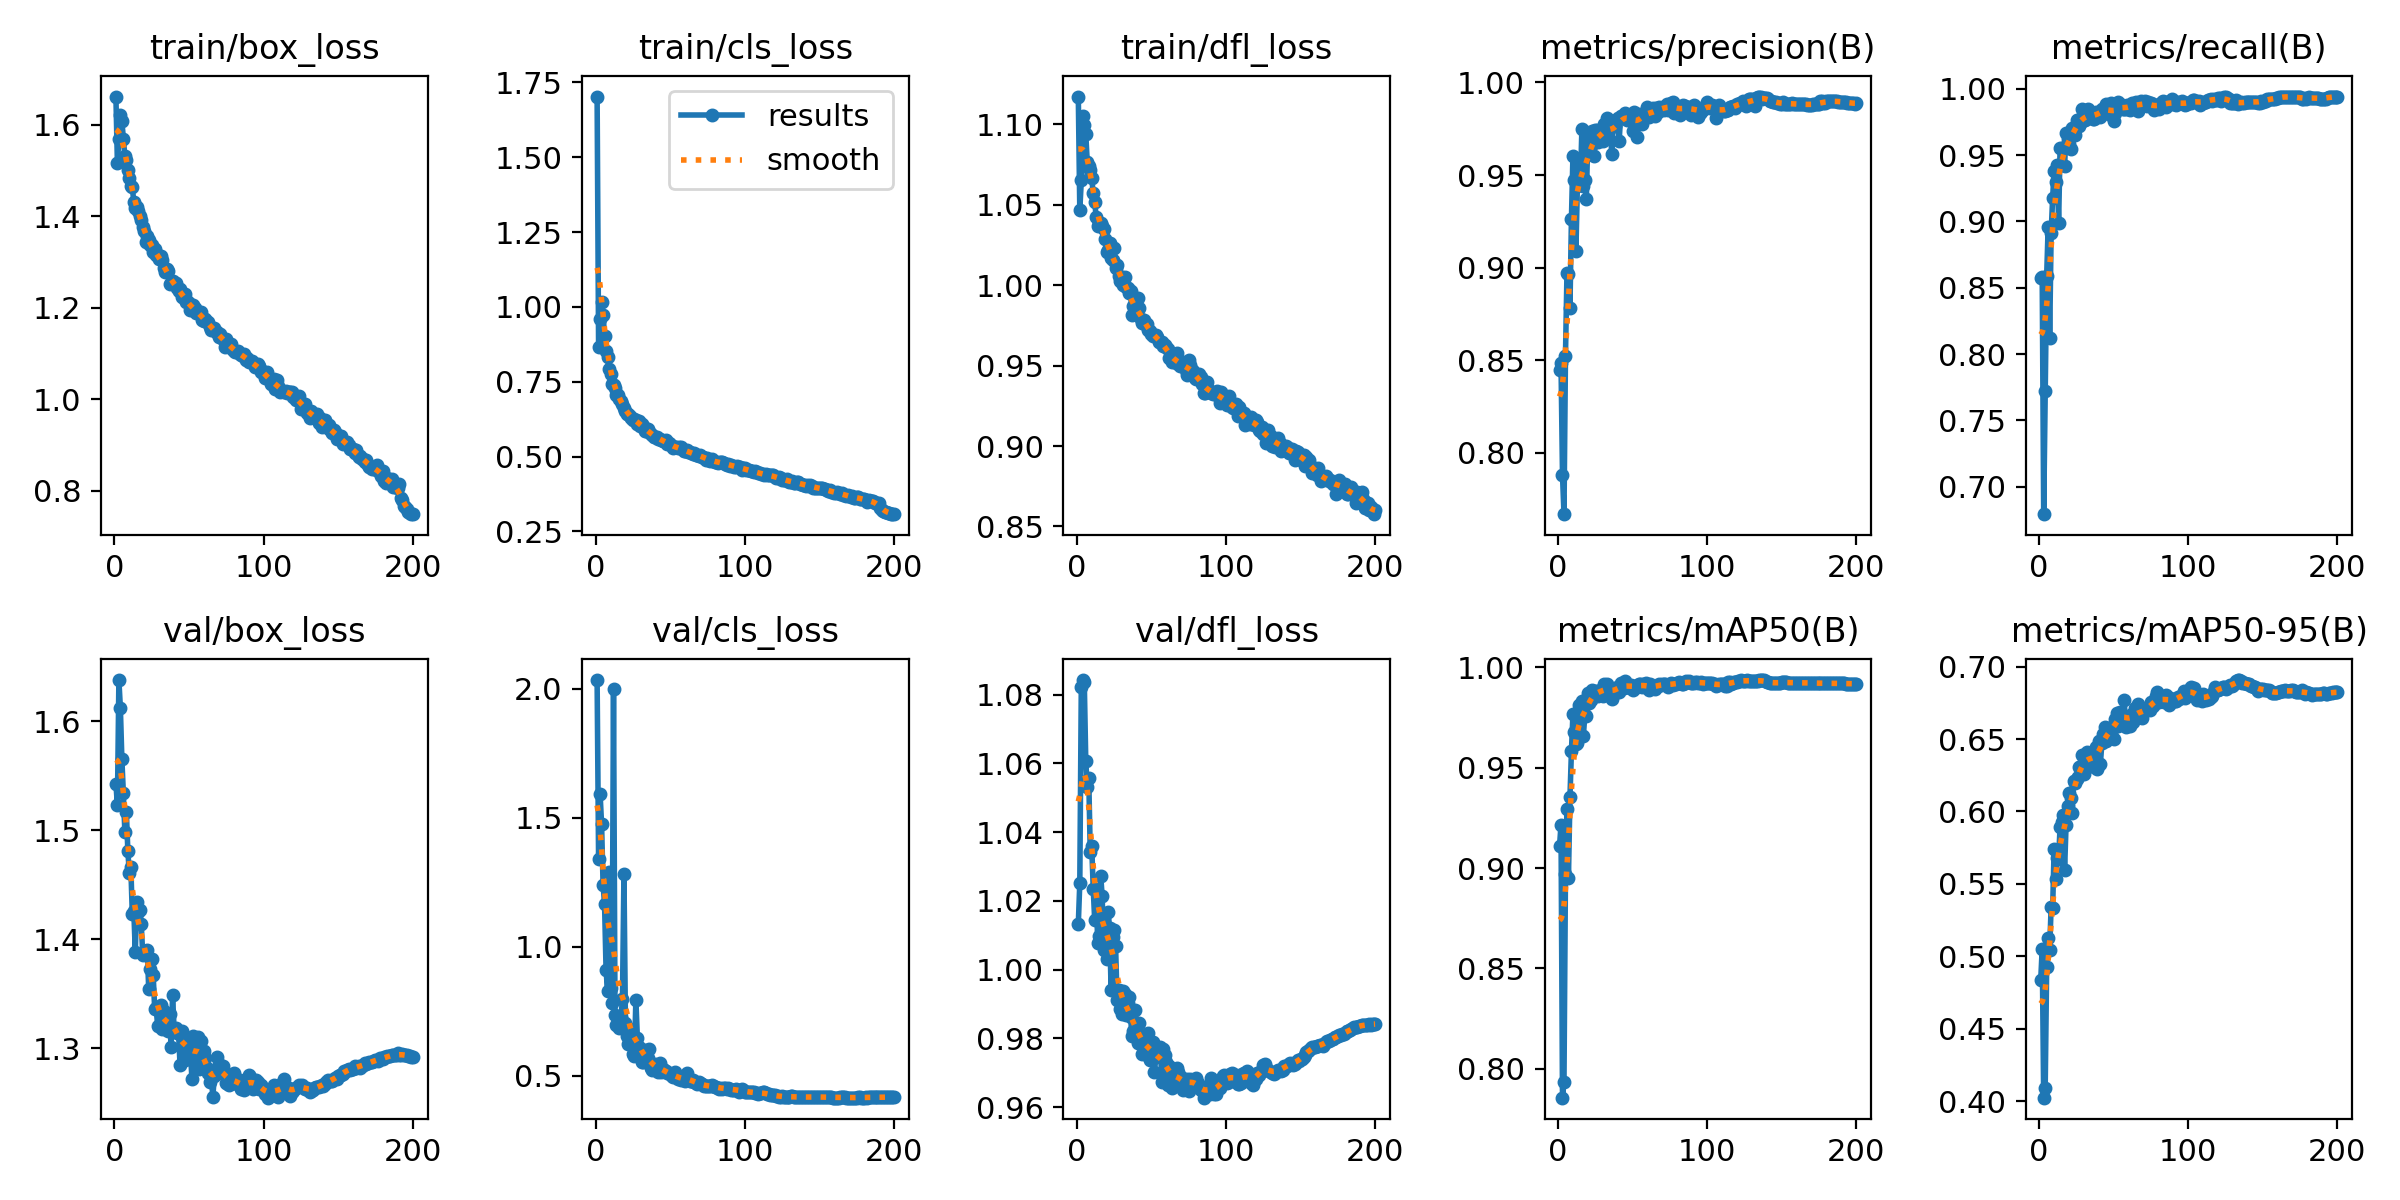 train/box_loss
1.6
1.4
1.2
1.0
0.8
0 100 200
train/cls_loss
results
smooth
1.75
1.50
1.25
1.00
0.75
0.50
0.25
0 100 200
train/dfl_loss
1.10
1.05
1.00
0.95
0.90
0.85
0 100 200
metrics/precision(B)
1.00
0.95
0.90
0.85
0.80
0 100 200
metrics/recall(B)
1.00
0.95
0.90
0.85
0.80
0.75
0.70
0 100 200
val/box_loss
1.6
1.5
1.4
1.3
0 100 200
val/cls_loss
2.0
1.5
1.0
0.5
0 100 200
val/dfl_loss
1.08
1.06
1.04
1.02
1.00
0.98
0.96
0 100 200
metrics/mAP50(B)
1.00
0.95
0.90
0.85
0.80
0 100 200
metrics/mAP50-95(B)
0.70
0.65
0.60
0.55
0.50
0.45
0.40
0 100 200